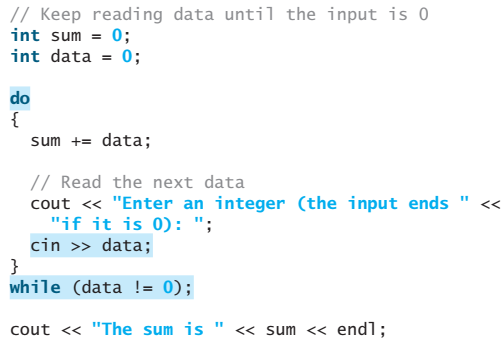 // Keep reading data until the input is 0
int sum = 0;
int data = 0;

do
{
  sum += data;

  // Read the next data
  cout << "Enter an integer (the input ends " <<
    "if it is 0): ";
  cin >> data;
}
while (data != 0);

cout << "The sum is " << sum << endl;